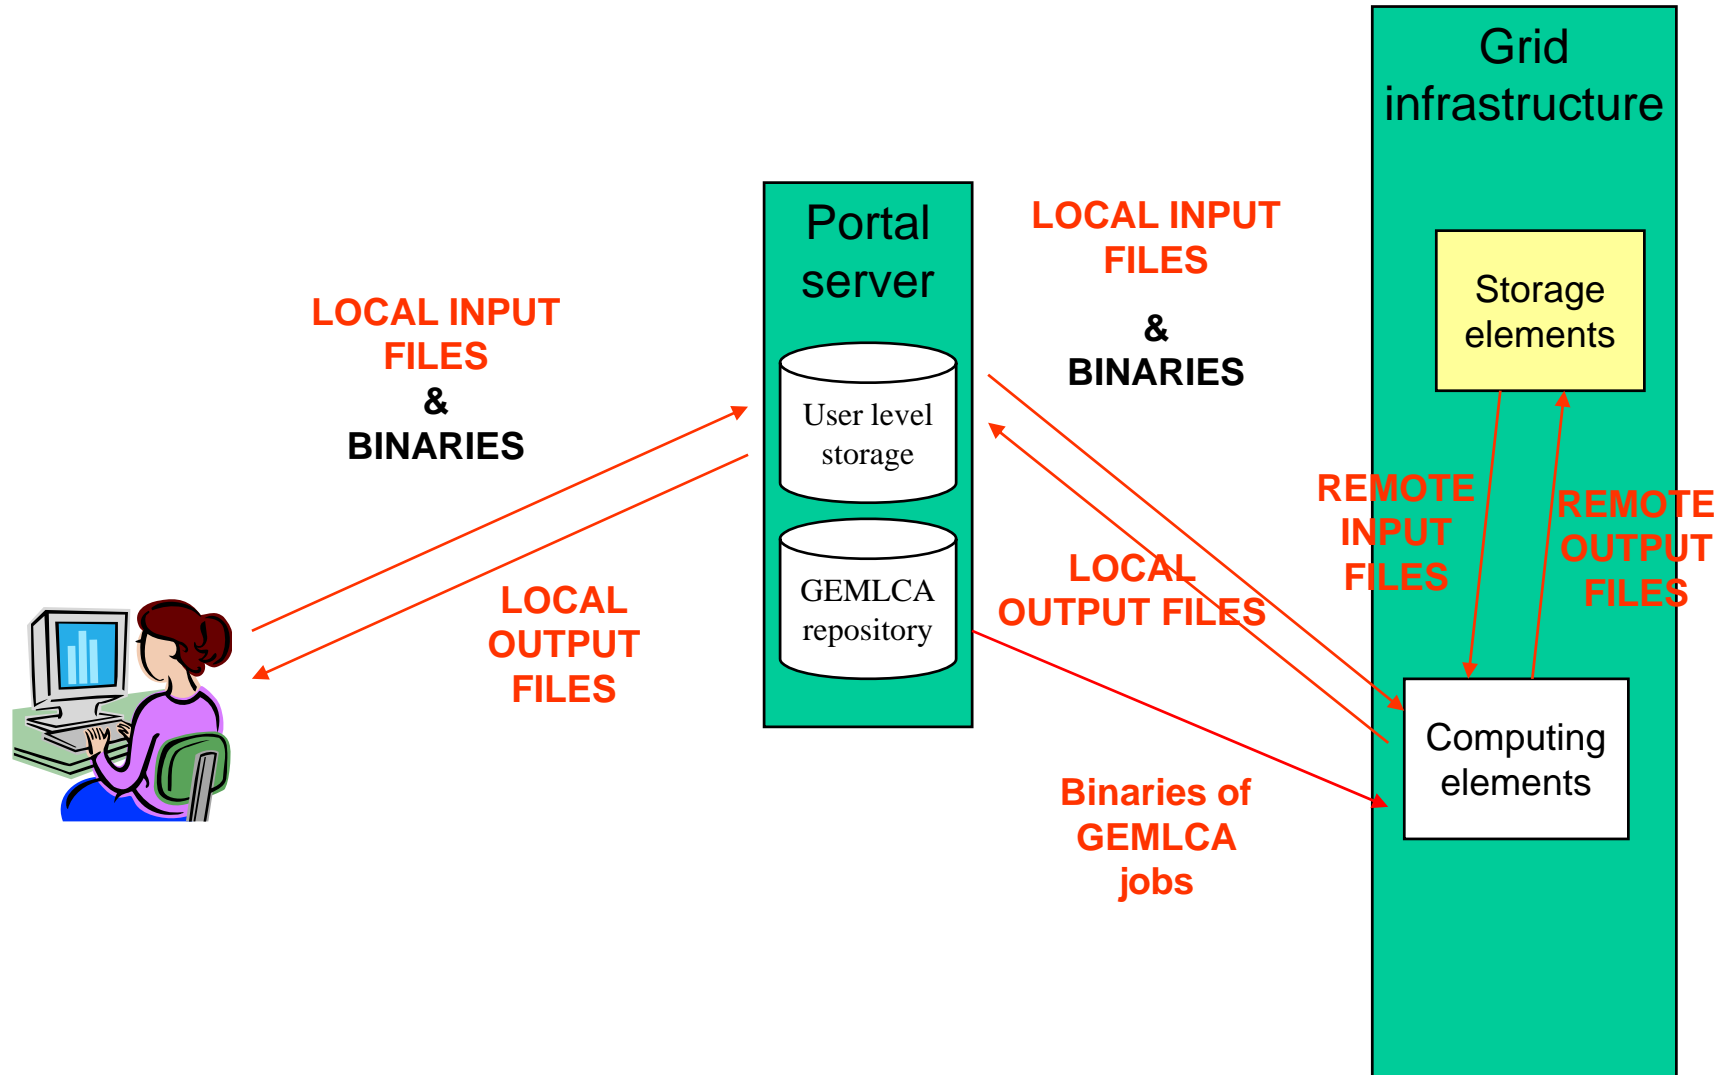 Grid
infrastructure
Portal
server
LOCAL INPUT
FILES
&
BINARIES
LOCAL INPUT
FILES
&
BINARIES
Storage
elements
User level
storage
REMOTE
INPUT
FILES
REMOTE
OUTPUT
FILES
GEMLCA
repository
LOCAL
OUTPUT FILES
LOCAL
OUTPUT
FILES
Computing
elements
Binaries of
GEMLCA
jobs